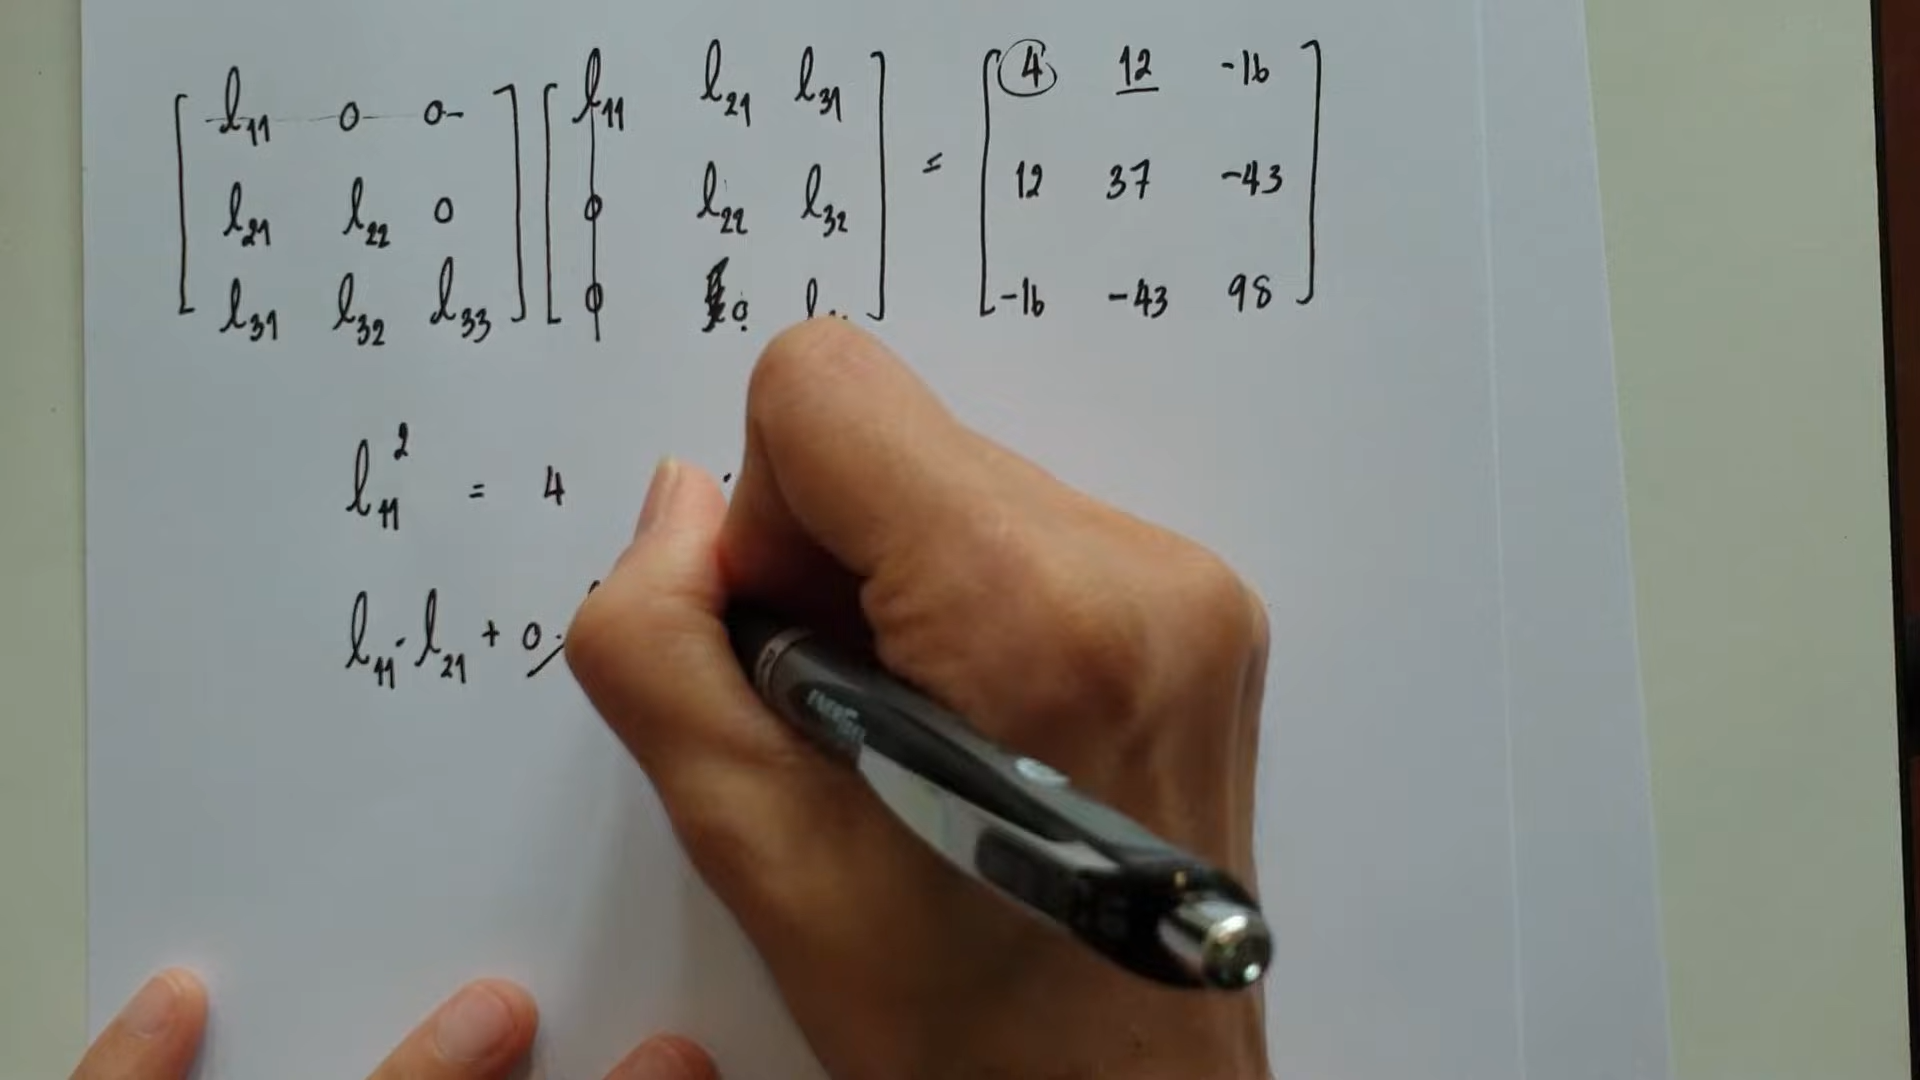 l11 0 0 l11 l21 l31 = 4 12 -16
l21 l22 0 0 l22 l32 12 37 -43
l31 l32 l33 0 0 -16 -43 98
l11² = 4
l11 · l21 + 0 ·